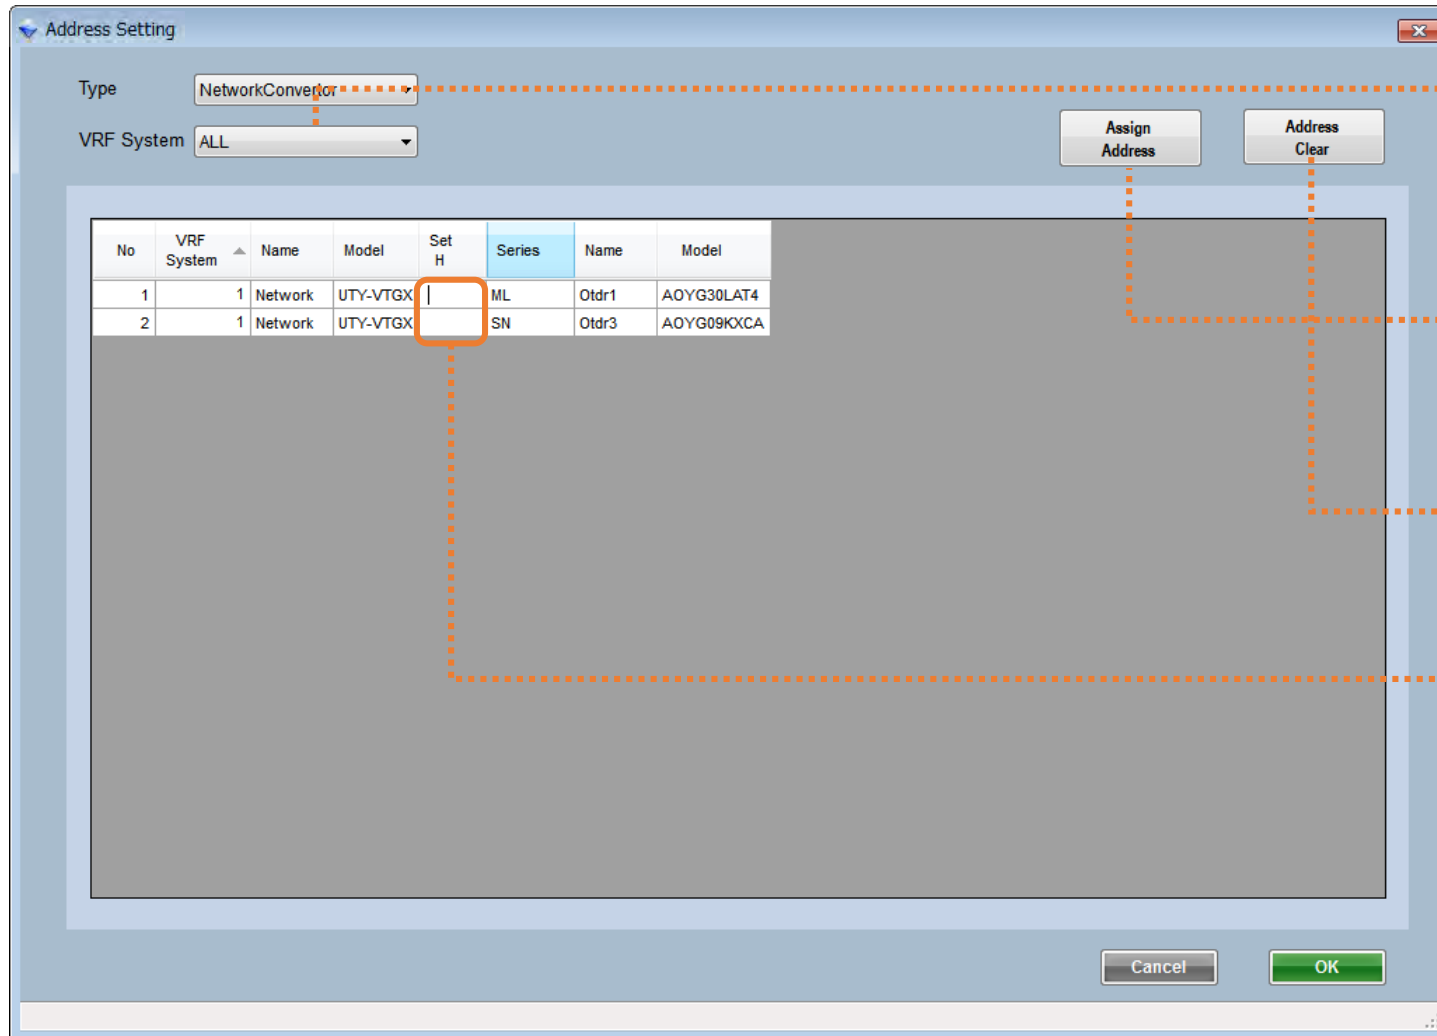 Address Setting
Type NetworkConvertor
VRF System ALL
Assign Address
Address Clear
No VRF System Name Model Set H Series Name Model
1 1 Network UTY-VTGX ML Otdr1 AOYG30LAT4
2 1 Network UTY-VTGX SN Otdr3 AOYG09KXCA
Cancel OK